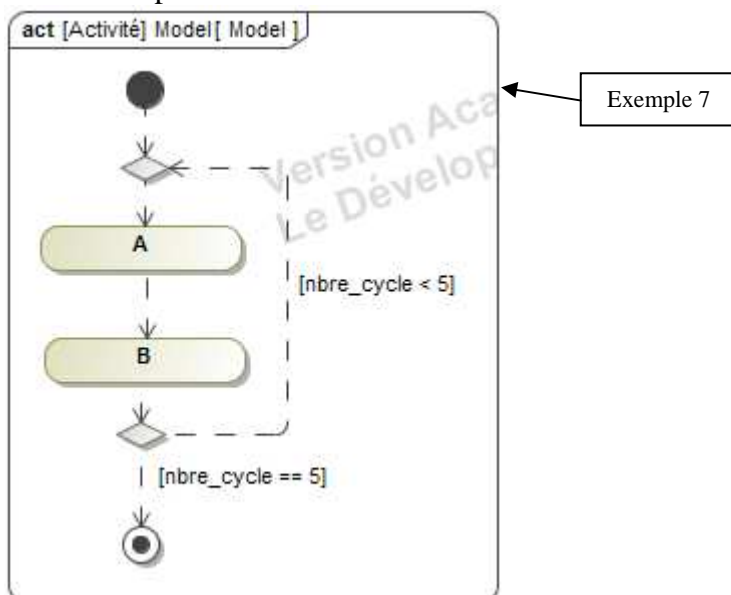 act [Activité] Model[ Model ]
Exemple 7
Version Aca
Le Dévelop
A
[nbre_cycle < 5]
B
[nbre_cycle == 5]